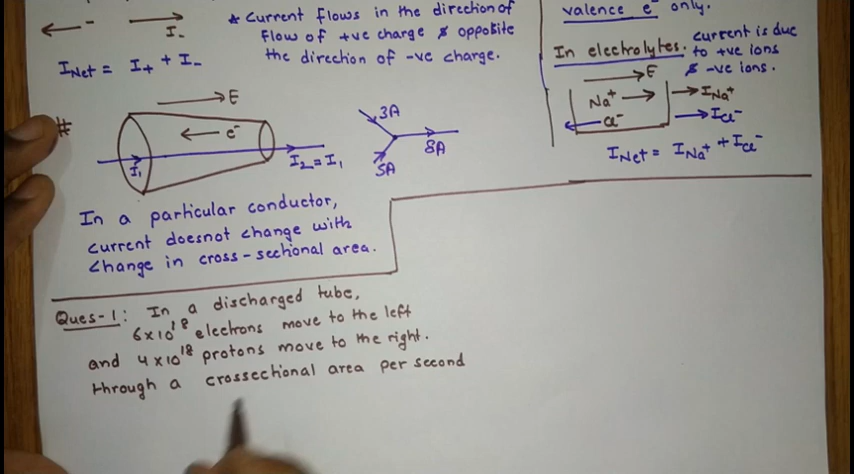 - I-
* Current flows in the direction of
flow of +ve charge & opposite
the direction of -ve charge.
INet = I+ + I-
valence e- only.
In electrolytes. current is due
to +ve ions
& -ve ions.
E
Na+ INa+
Cl- ICl-
INet = INa+ + ICl-
# E
e-
I1 I2 = I1
3A
5A 8A
In a particular conductor,
current doesnot change with
change in cross-sectional area.
Ques-1: In a discharged tube,
6×10^18 electrons move to the left
and 4×10^18 protons move to the right.
through a crossectional area per second